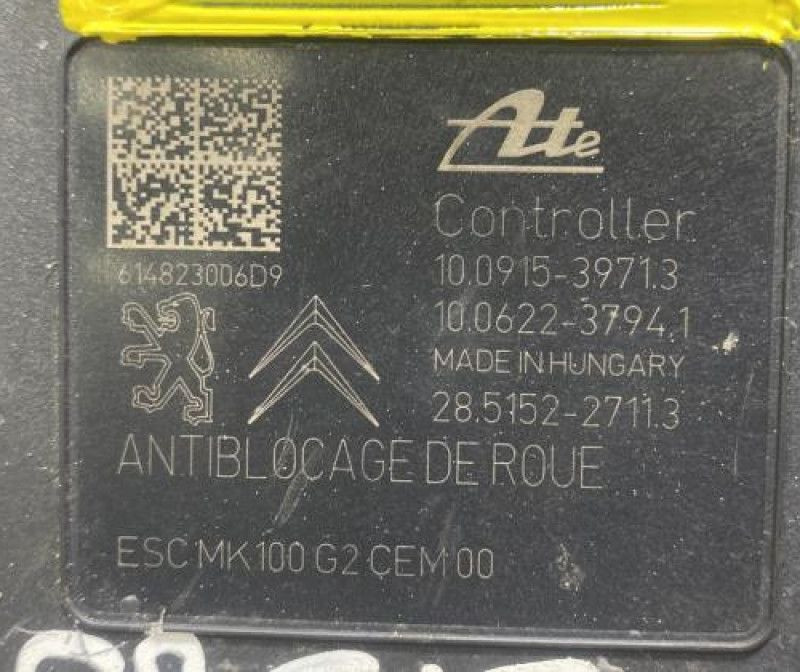 Ate
Controller
10.0915-3971.3
614823006D9
10.0622-3794.1
MADE IN HUNGARY
28.5152-2711.3
ANTIBLOCAGE DE ROUE
ESC MK100 G2 CEM 00